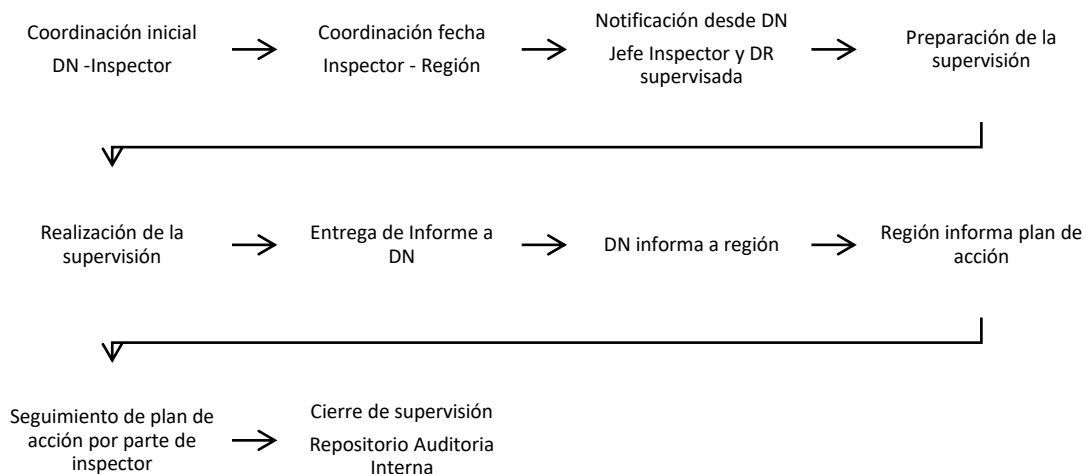 Coordinación inicial
DN -Inspector
Coordinación fecha
Inspector - Región
Notificación desde DN
Jefe Inspector y DR
supervisada
Preparación de la
supervisión
Realización de la
supervisión
Entrega de Informe a
DN
DN informa a región
Región informa plan de
acción
Seguimiento de plan de
acción por parte de
inspector
Cierre de supervisión
Repositorio Auditoria
Interna